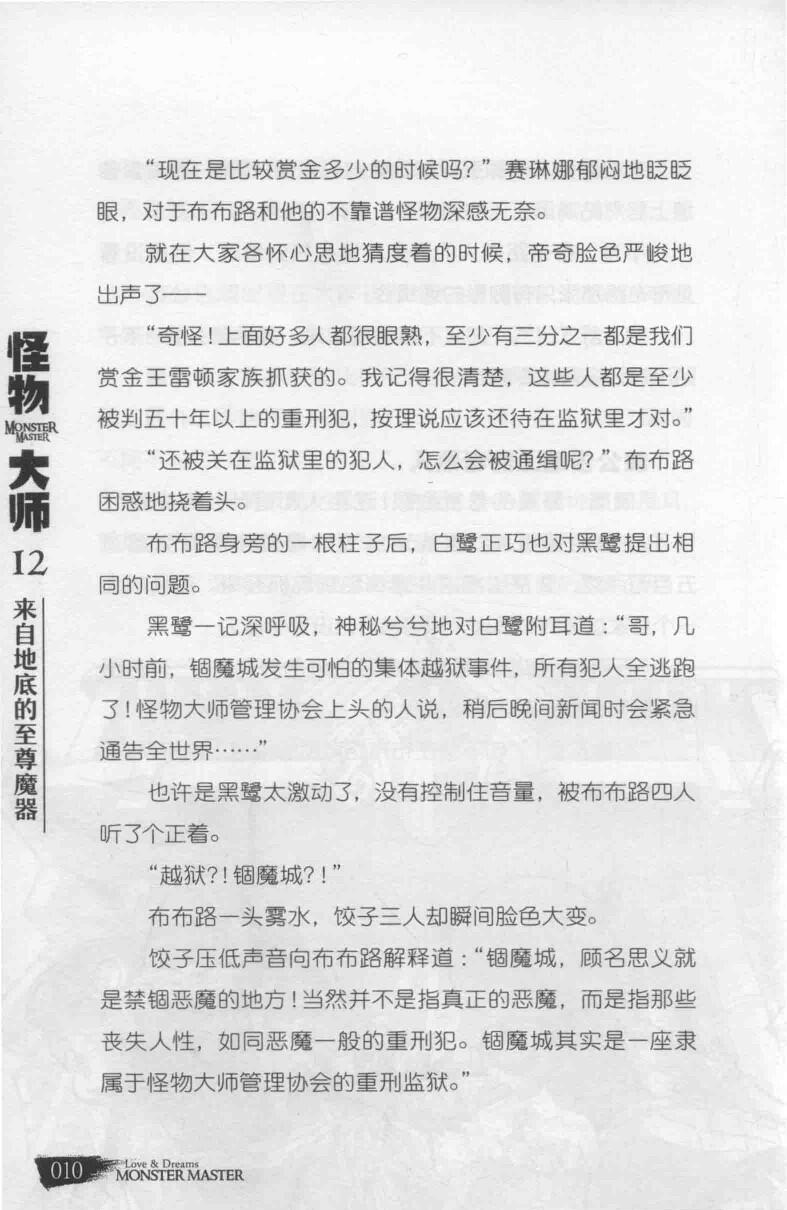 “现在是比较赏金多少的时候吗?”赛琳娜郁闷地眨眨
眼，对于布布路和他的不靠谱怪物深感无奈。
就在大家各怀心思地猜度着的时候，帝奇脸色严峻地
出声了——
“奇怪!上面好多人都很眼熟，至少有三分之一都是我们
赏金王雷顿家族抓获的。我记得很清楚，这些人都是至少
被判五十年以上的重刑犯，按理说应该还待在监狱里才对。”
“还被关在监狱里的犯人，怎么会被通缉呢?”布布路
困惑地挠着头。
布布路身旁的一根柱子后，白鹭正巧也对黑鹭提出相
同的问题。
黑鹭一记深呼吸，神秘兮兮地对白鹭附耳道:“哥，几
小时前，锢魔城发生可怕的集体越狱事件，所有犯人全逃跑
了!怪物大师管理协会上头的人说，稍后晚间新闻时会紧急
通告全世界……”
也许是黑鹭太激动了，没有控制住音量，被布布路四人
听了个正着。
“越狱?!锢魔城?!”
布布路一头雾水，饺子三人却瞬间脸色大变。
饺子压低声音向布布路解释道:“锢魔城，顾名思义就
是禁锢恶魔的地方!当然并不是指真正的恶魔，而是指那些
丧失人性，如同恶魔一般的重刑犯。锢魔城其实是一座隶
属于怪物大师管理协会的重刑监狱。”
怪物
MONSTER
MASTER
大师
12
来自地底的至尊魔器
010
Love & Dreams
MONSTER MASTER